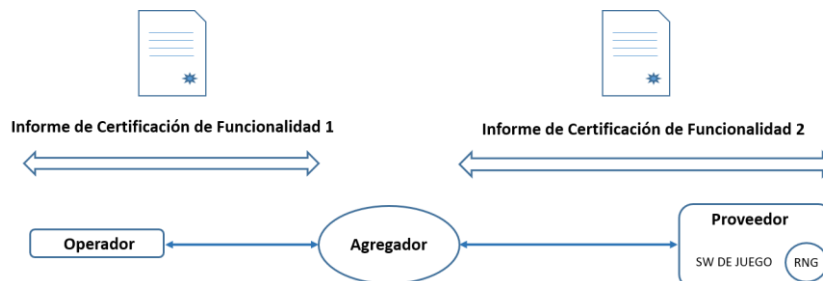 Informe de Certificación de Funcionalidad 1
Informe de Certificación de Funcionalidad 2
Operador
Agregador
Proveedor
SW DE JUEGO
RNG